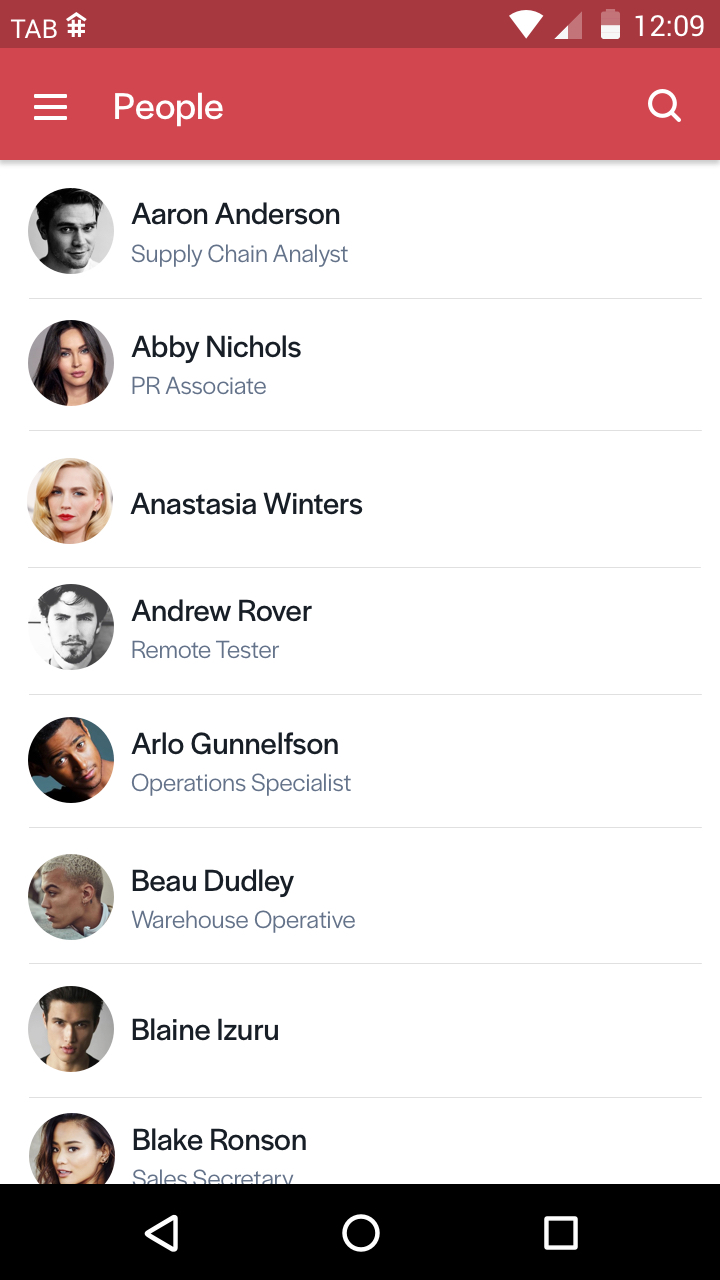 TAB 12:09
People
Aaron Anderson
Supply Chain Analyst
Abby Nichols
PR Associate
Anastasia Winters
Andrew Rover
Remote Tester
Arlo Gunnelfson
Operations Specialist
Beau Dudley
Warehouse Operative
Blaine Izuru
Blake Ronson
Sales Secretary